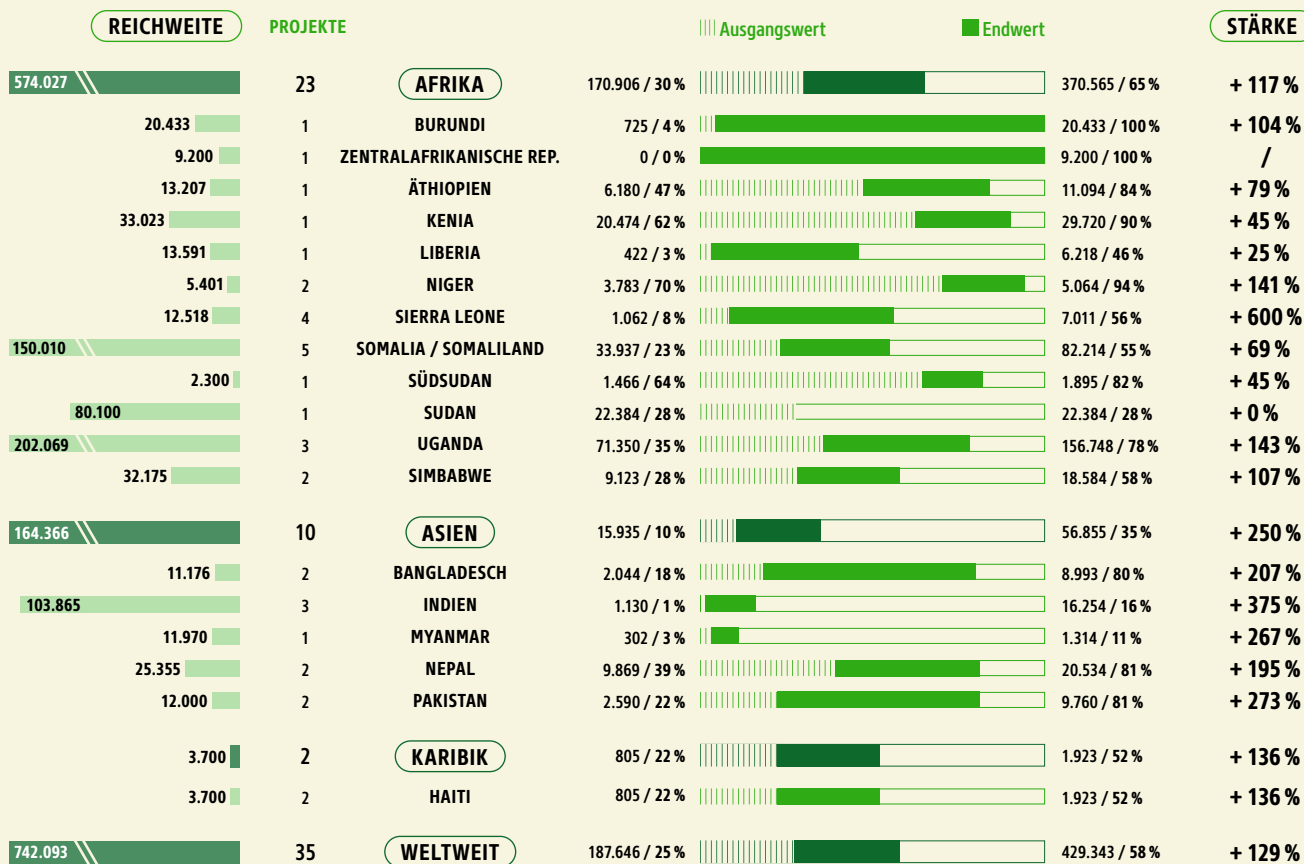 REICHWEITE PROJEKTE Ausgangswert Endwert STÄRKE
574.027 23 AFRIKA 170.906 / 30 % 370.565 / 65 % + 117 %
20.433 1 BURUNDI 725 / 4 % 20.433 / 100 % + 104 %
9.200 1 ZENTRALAFRIKANISCHE REP. 0 / 0 % 9.200 / 100 % /
13.207 1 ÄTHIOPIEN 6.180 / 47 % 11.094 / 84 % + 79 %
33.023 1 KENIA 20.474 / 62 % 29.720 / 90 % + 45 %
13.591 1 LIBERIA 422 / 3 % 6.218 / 46 % + 25 %
5.401 2 NIGER 3.783 / 70 % 5.064 / 94 % + 141 %
12.518 4 SIERRA LEONE 1.062 / 8 % 7.011 / 56 % + 600 %
150.010 5 SOMALIA / SOMALILAND 33.937 / 23 % 82.214 / 55 % + 69 %
2.300 1 SÜDSUDAN 1.466 / 64 % 1.895 / 82 % + 45 %
80.100 1 SUDAN 22.384 / 28 % 22.384 / 28 % + 0 %
202.069 3 UGANDA 71.350 / 35 % 156.748 / 78 % + 143 %
32.175 2 SIMBABWE 9.123 / 28 % 18.584 / 58 % + 107 %
164.366 10 ASIEN 15.935 / 10 % 56.855 / 35 % + 250 %
11.176 2 BANGLADESCH 2.044 / 18 % 8.993 / 80 % + 207 %
103.865 3 INDIEN 1.130 / 1 % 16.254 / 16 % + 375 %
11.970 1 MYANMAR 302 / 3 % 1.314 / 11 % + 267 %
25.355 2 NEPAL 9.869 / 39 % 20.534 / 81 % + 195 %
12.000 2 PAKISTAN 2.590 / 22 % 9.760 / 81 % + 273 %
3.700 2 KARIBIK 805 / 22 % 1.923 / 52 % + 136 %
3.700 2 HAITI 805 / 22 % 1.923 / 52 % + 136 %
742.093 35 WELTWEIT 187.646 / 25 % 429.343 / 58 % + 129 %